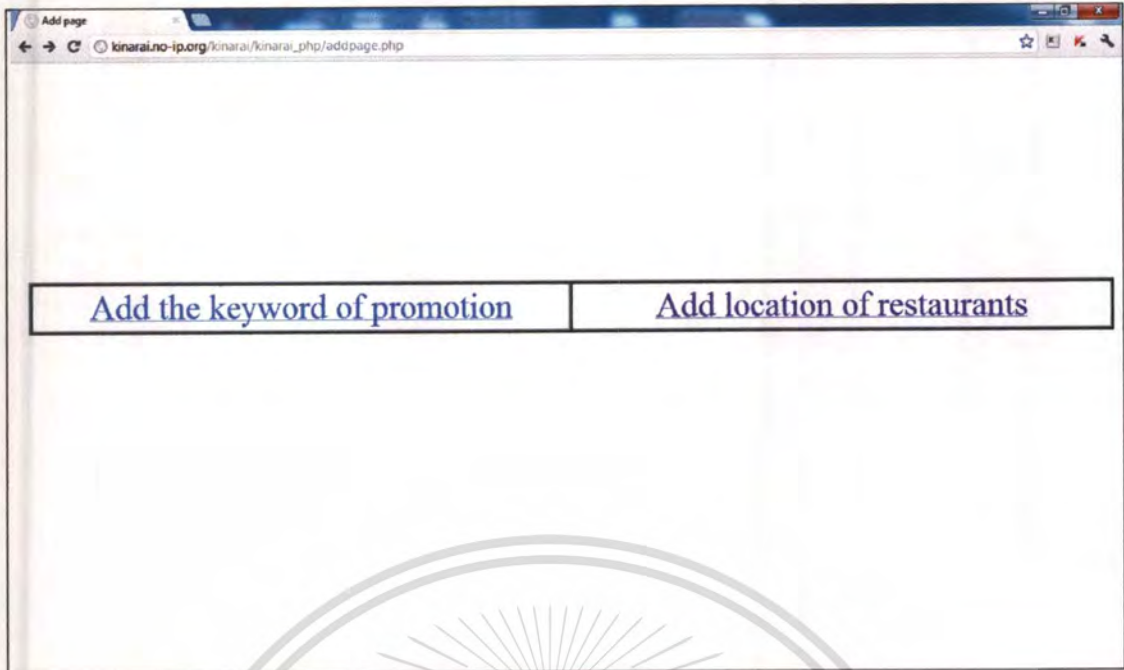 Add page
kinarai.no-ip.org/kinarai/kinarai_php/addpage.php
Add the keyword of promotion Add location of restaurants